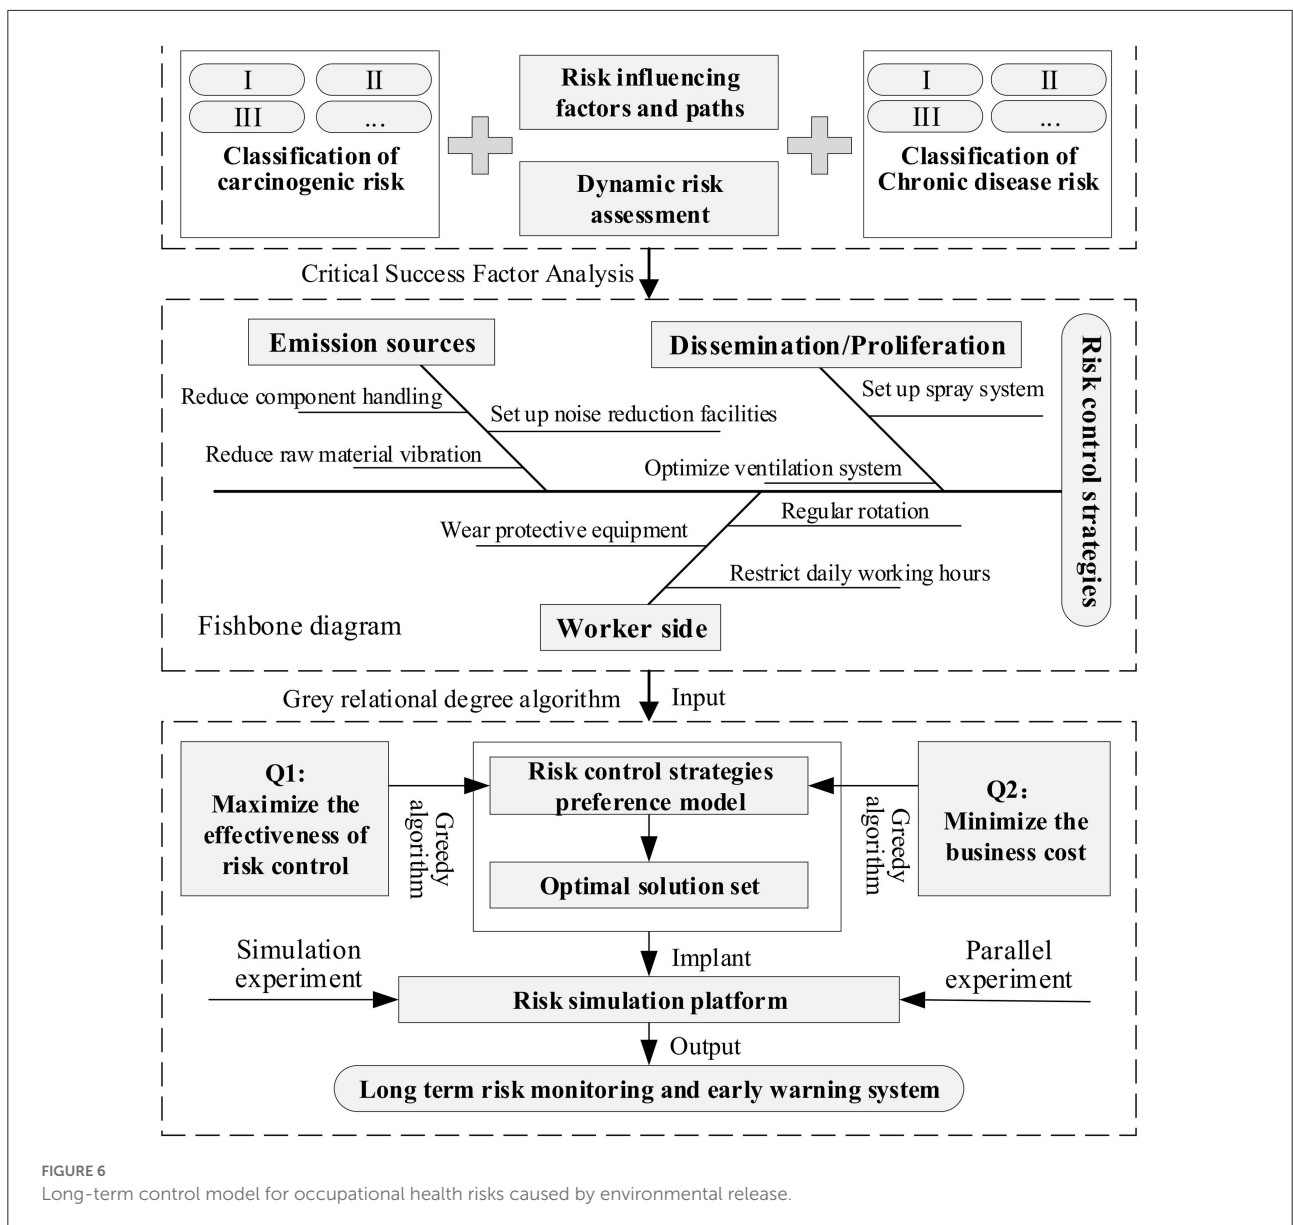 I
II
III
...
Classification of
carcinogenic risk
Risk influencing
factors and paths
Dynamic risk
assessment
I
II
III
...
Classification of
Chronic disease risk
Critical Success Factor Analysis
Emission sources
Dissemination/Proliferation
Reduce component handling
Set up noise reduction facilities
Reduce raw material vibration
Set up spray system
Optimize ventilation system
Wear protective equipment
Regular rotation
Restrict daily working hours
Worker side
Fishbone diagram
Risk control strategies
Grey relational degree algorithm
Input
Q1:
Maximize the
effectiveness of
risk control
Greedy
algorithm
Risk control strategies
preference model
Optimal solution set
Greedy
algorithm
Q2:
Minimize the
business cost
Simulation
experiment
Implant
Parallel
experiment
Risk simulation platform
Output
Long term risk monitoring and early warning system
FIGURE 6
Long-term control model for occupational health risks caused by environmental release.